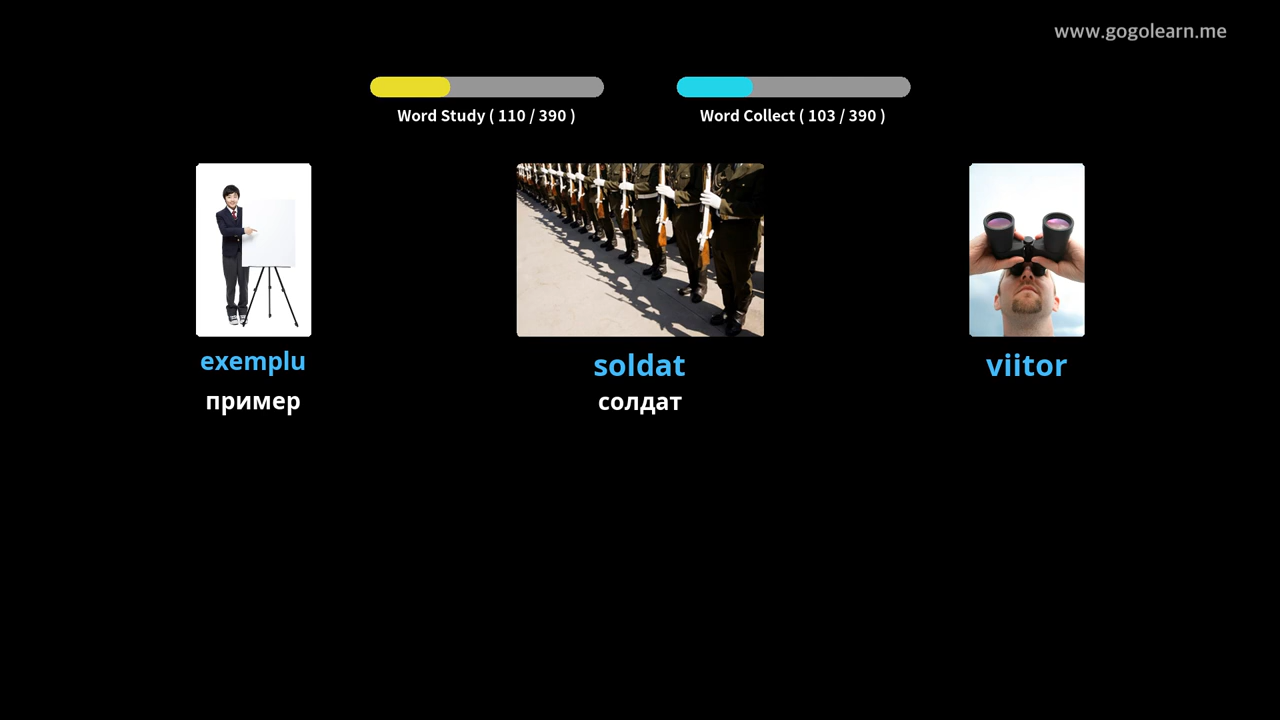 www.gogolearn.me
Word Study ( 110 / 390 )
Word Collect ( 103 / 390 )
exemplu
soldat
viitor
пример
солдат